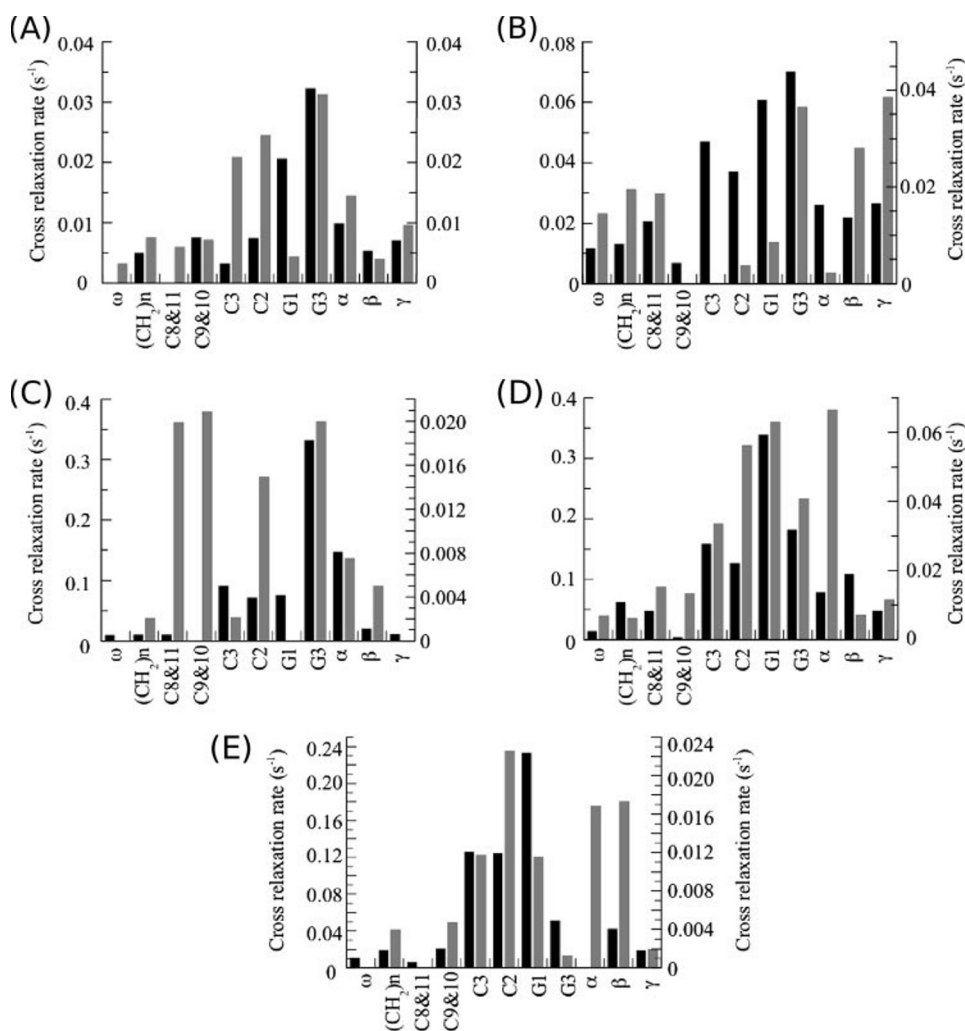 (A)
Cross relaxation rate (s⁻¹)
0.04
0.03
0.02
0.01
0
0.04
0.03
0.02
0.01
0
ω
(CH₂)n
C8&11
C9&10
C3
C2
G1
G3
α
β
γ
(B)
0.08
0.06
0.04
0.02
0
0.04
0.02
0
Cross relaxation rate (s⁻¹)
ω
(CH₂)n
C8&11
C9&10
C3
C2
G1
G3
α
β
γ
(C)
Cross relaxation rate (s⁻¹)
0.4
0.3
0.2
0.1
0
0.020
0.016
0.012
0.008
0.004
0
ω
(CH₂)n
C8&11
C9&10
C3
C2
G1
G3
α
β
γ
(D)
0.4
0.3
0.2
0.1
0
0.06
0.04
0.02
0
Cross relaxation rate (s⁻¹)
ω
(CH₂)n
C8&11
C9&10
C3
C2
G1
G3
α
β
γ
(E)
Cross relaxation rate (s⁻¹)
0.24
0.20
0.16
0.12
0.08
0.04
0
0.024
0.020
0.016
0.012
0.008
0.004
0
Cross relaxation rate (s⁻¹)
ω
(CH₂)n
C8&11
C9&10
C3
C2
G1
G3
α
β
γ